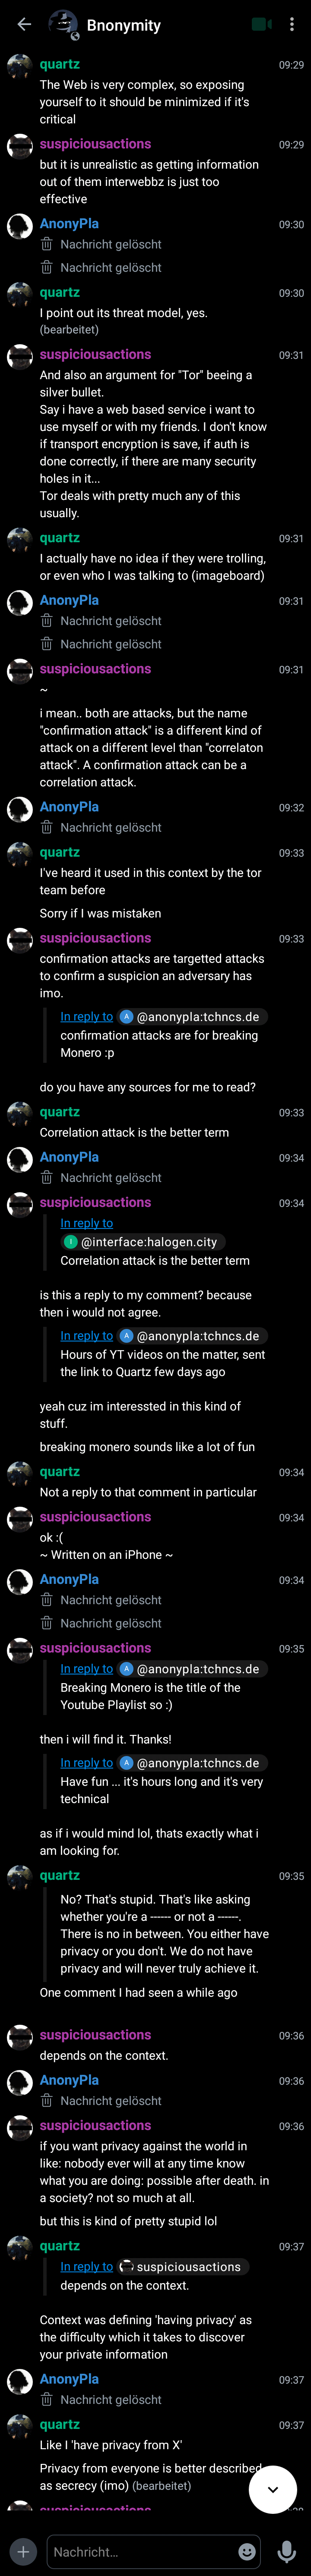 Bnonymity
quartz 09:29
The Web is very complex, so exposing
yourself to it should be minimized if it's
critical
suspiciousactions 09:29
but it is unrealistic as getting information
out of them interwebbz is just too
effective
AnonyPla 09:30
Nachricht gelöscht
Nachricht gelöscht
quartz 09:30
I point out its threat model, yes.
(bearbeitet)
suspiciousactions 09:31
And also an argument for "Tor" beeing a
silver bullet.
Say i have a web based service i want to
use myself or with my friends. I don't know
if transport encryption is save, if auth is
done correctly, if there are many security
holes in it...
Tor deals with pretty much any of this
usually.
quartz 09:31
I actually have no idea if they were trolling,
or even who I was talking to (imageboard)
AnonyPla 09:31
Nachricht gelöscht
Nachricht gelöscht
suspiciousactions 09:31
~
i mean.. both are attacks, but the name
"confirmation attack" is a different kind of
attack on a different level than "correlaton
attack". A confirmation attack can be a
correlation attack.
AnonyPla 09:32
Nachricht gelöscht
quartz 09:33
I've heard it used in this context by the tor
team before
Sorry if I was mistaken
suspiciousactions 09:33
confirmation attacks are targetted attacks
to confirm a suspicion an adversary has
imo.
In reply to A @anonypla:tchncs.de
confirmation attacks are for breaking
Monero :p
do you have any sources for me to read?
quartz 09:33
Correlation attack is the better term
AnonyPla 09:34
Nachricht gelöscht
suspiciousactions 09:34
In reply to
I @interface:halogen.city
Correlation attack is the better term
is this a reply to my comment? because
then i would not agree.
In reply to A @anonypla:tchncs.de
Hours of YT videos on the matter, sent
the link to Quartz few days ago
yeah cuz im interessted in this kind of
stuff.
breaking monero sounds like a lot of fun
quartz 09:34
Not a reply to that comment in particular
suspiciousactions 09:34
ok :(
~ Written on an iPhone ~
AnonyPla 09:34
Nachricht gelöscht
Nachricht gelöscht
suspiciousactions 09:35
In reply to A @anonypla:tchncs.de
Breaking Monero is the title of the
Youtube Playlist so :)
then i will find it. Thanks!
In reply to A @anonypla:tchncs.de
Have fun ... it's hours long and it's very
technical
as if i would mind lol, thats exactly what i
am looking for.
quartz 09:35
No? That's stupid. That's like asking
whether you're a ------ or not a ------.
There is no in between. You either have
privacy or you don't. We do not have
privacy and will never truly achieve it.
One comment I had seen a while ago
suspiciousactions 09:36
depends on the context.
AnonyPla 09:36
Nachricht gelöscht
suspiciousactions 09:36
if you want privacy against the world in
like: nobody ever will at any time know
what you are doing: possible after death. in
a society? not so much at all.
but this is kind of pretty stupid lol
quartz 09:37
In reply to suspiciousactions
depends on the context.
Context was defining 'having privacy' as
the difficulty which it takes to discover
your private information
AnonyPla 09:37
Nachricht gelöscht
quartz 09:37
Like I 'have privacy from X'
Privacy from everyone is better described
as secrecy (imo) (bearbeitet)
suspiciousactions
Nachricht...